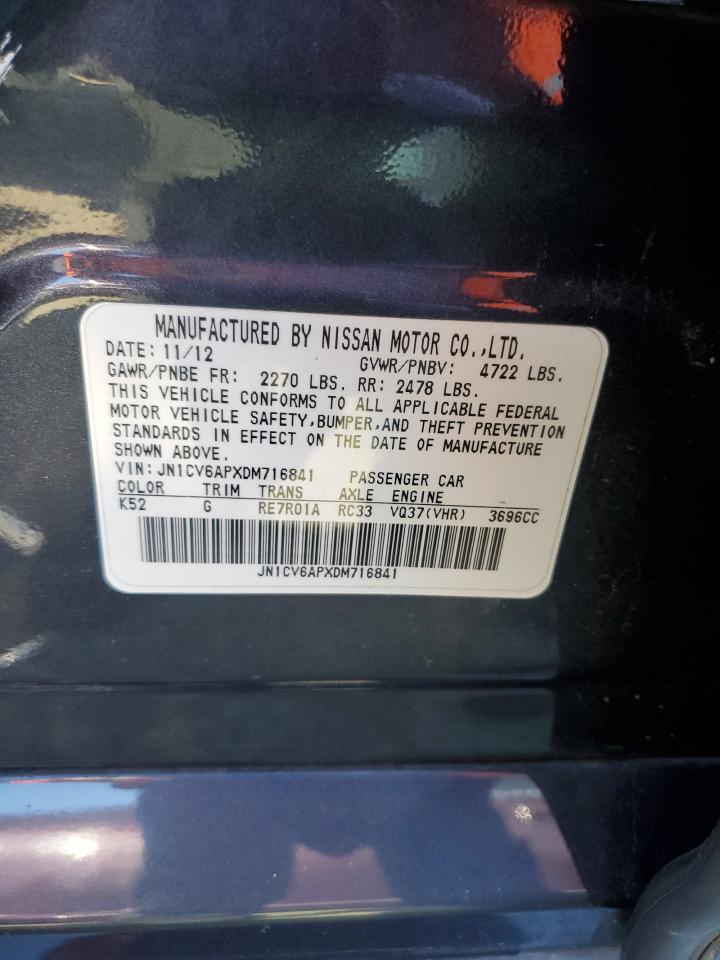 MANUFACTURED BY NISSAN MOTOR CO.,LTD.
DATE: 11/12 GVWR/PNBV: 4722 LBS.
GAWR/PNBE FR: 2270 LBS. RR: 2478 LBS.
THIS VEHICLE CONFORMS TO ALL APPLICABLE FEDERAL
MOTOR VEHICLE SAFETY,BUMPER,AND THEFT PREVENTION
STANDARDS IN EFFECT ON THE DATE OF MANUFACTURE
SHOWN ABOVE.
VIN:JN1CV6APXDM716841 PASSENGER CAR
COLOR TRIM TRANS AXLE ENGINE
K52 G RE7R01A RC33 VQ37(VHR) 3696CC
JN1CV6APXDM716841